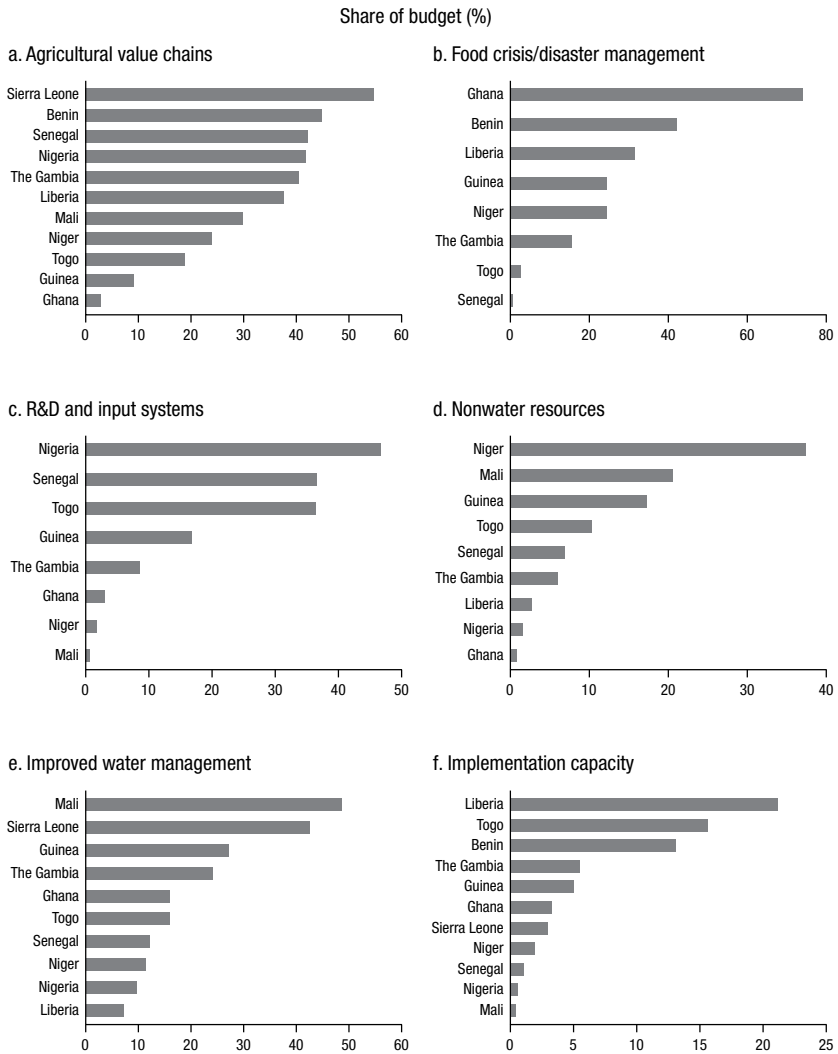 Share of budget (%)
a. Agricultural value chains
Sierra Leone
Benin
Senegal
Nigeria
The Gambia
Liberia
Mali
Niger
Togo
Guinea
Ghana
0 10 20 30 40 50 60
b. Food crisis/disaster management
Ghana
Benin
Liberia
Guinea
Niger
The Gambia
Togo
Senegal
0 20 40 60 80
c. R&D and input systems
Nigeria
Senegal
Togo
Guinea
The Gambia
Ghana
Niger
Mali
0 10 20 30 40 50
d. Nonwater resources
Niger
Mali
Guinea
Togo
Senegal
The Gambia
Liberia
Nigeria
Ghana
0 10 20 30 40
e. Improved water management
Mali
Sierra Leone
Guinea
The Gambia
Ghana
Togo
Senegal
Niger
Nigeria
Liberia
0 10 20 30 40 50 60
f. Implementation capacity
Liberia
Togo
Benin
The Gambia
Guinea
Ghana
Sierra Leone
Niger
Senegal
Nigeria
Mali
0 5 10 15 20 25